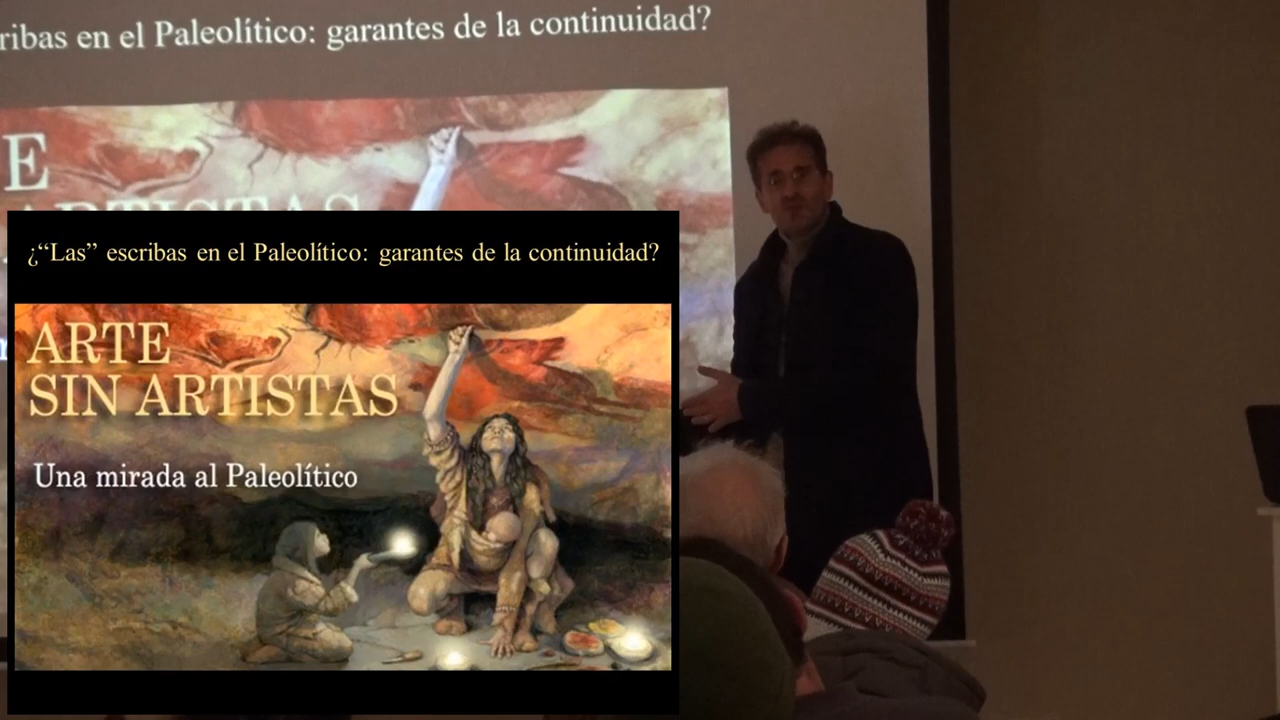 ribas en el Paleolítico: garantes de la continuidad?
E
ARTISTAS
¿“Las” escribas en el Paleolítico: garantes de la continuidad?
ARTE
SIN ARTISTAS
Una mirada al Paleolítico